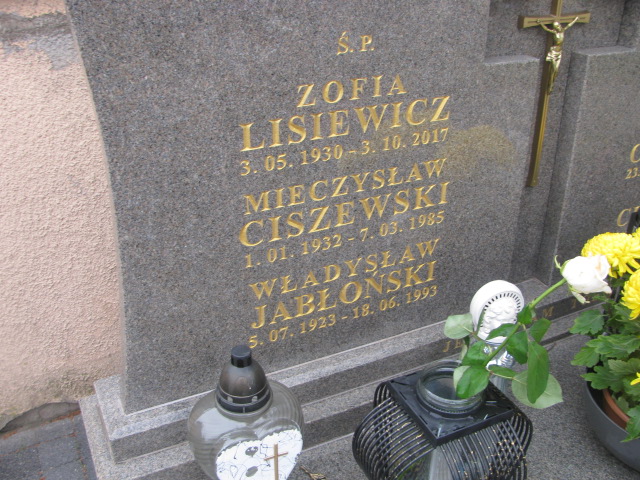 Ś. P.
ZOFIA
LISIEWICZ
3. 05. 1930 - 3. 10. 2017
MIECZYSŁAW
CISZEWSKI
1. 01. 1932 - 7. 03. 1985
WŁADYSŁAW
JABŁOŃSKI
5. 07. 1923 - 18. 06. 1993